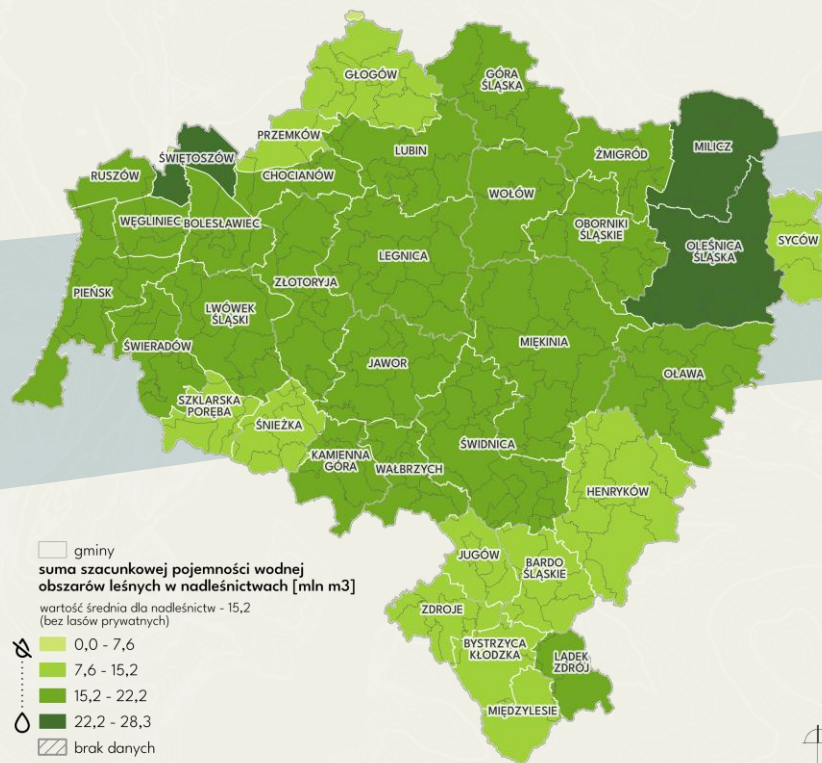 GŁOGÓW
GÓRA
ŚLĄSKA
PRZEMKÓW
LUBIN
ŻMIGRÓD
MILICZ
ŚWIĘTOSZÓW
RUSZÓW
CHOCIANÓW
WOŁÓW
WĘGLINIEC
BOLESŁAWIEC
OBORNIKI
ŚLĄSKIE
OLEŚNICA
ŚLĄSKA
SYCÓW
LEGNICA
ZŁOTORYJA
PIEŃSK
LWÓWEK
ŚLĄSKI
ŚWIERADÓW
MIĘKINIA
JAWOR
OŁAWA
SZKLARSKA
PORĘBA
ŚNIEŻKA
ŚWIDNICA
KAMIENNA
GÓRA
WAŁBRZYCH
HENRYKÓW
JUGÓW
BARDO
ŚLĄSKIE
ZDROJE
BYSTRZYCA
KŁODZKA
LĄDEK
ZDRÓJ
MIĘDZYLESIE
gminy
suma szacunkowej pojemności wodnej
obszarów leśnych w nadleśnictwach [mln m3]
wartość średnia dla nadleśnictw - 15,2
(bez lasów prywatnych)
0,0 - 7,6
7,6 - 15,2
15,2 - 22,2
22,2 - 28,3
brak danych